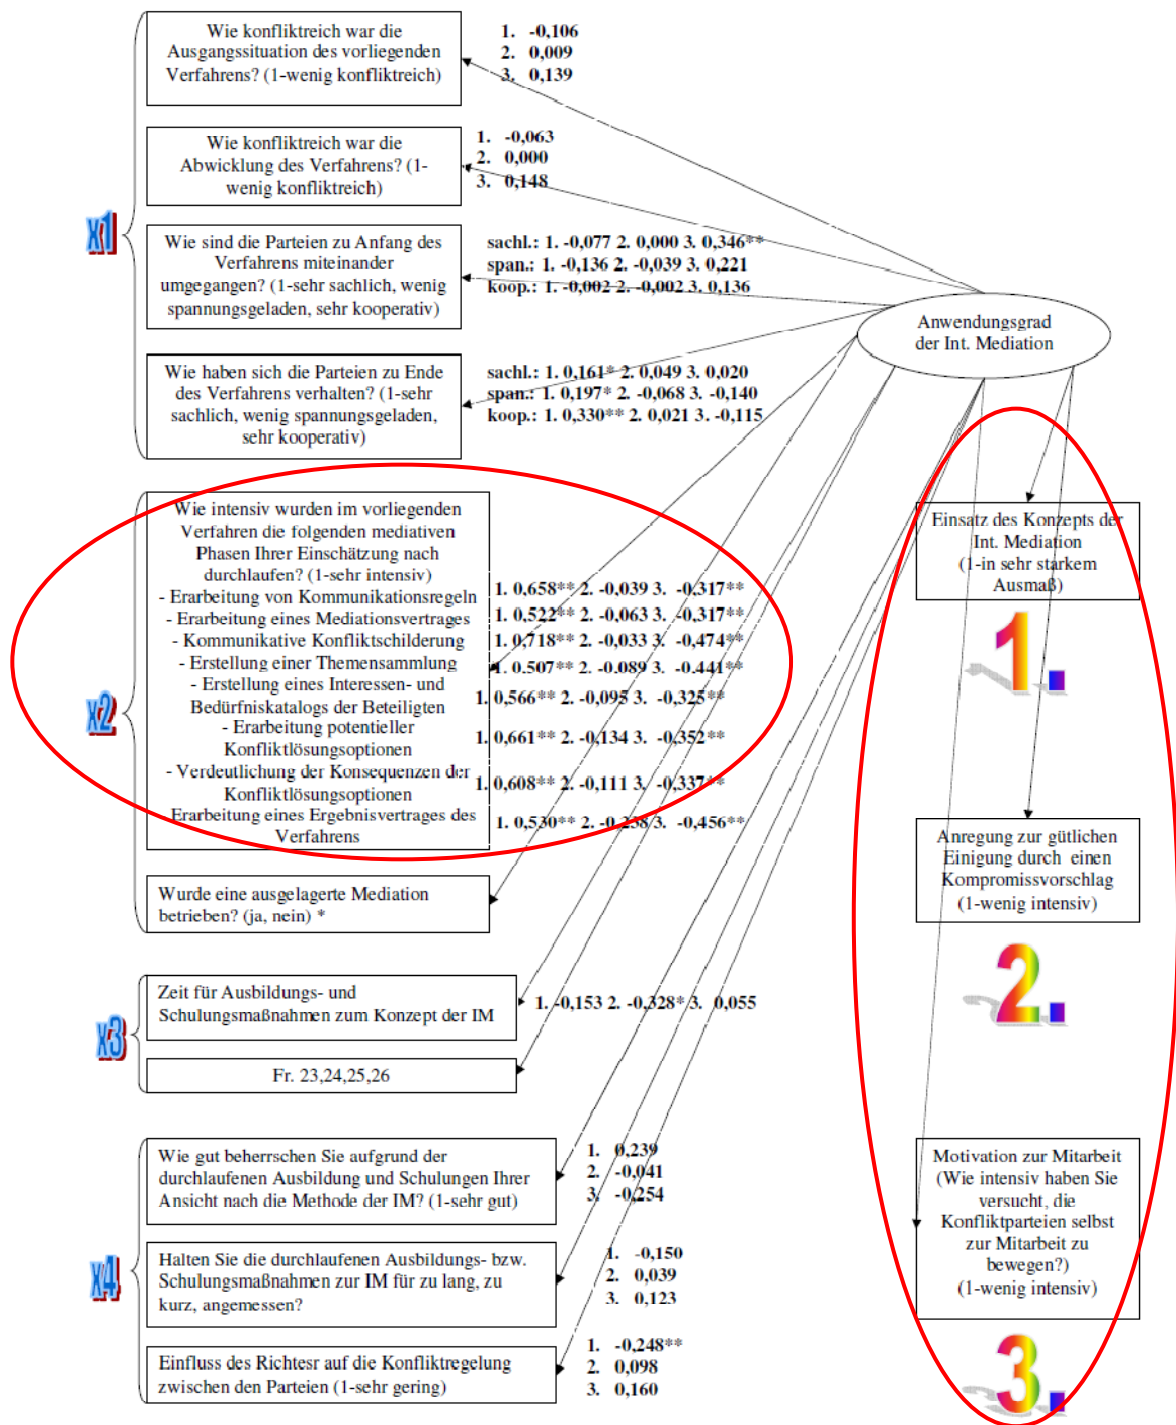 Wie konfliktreich war die
Ausgangssituation des vorliegenden
Verfahrens? (1-wenig konfliktreich)
1. -0,106
2. 0,009
3. 0,139
Wie konfliktreich war die
Abwicklung des Verfahrens? (1-
wenig konfliktreich)
1. -0,063
2. 0,000
3. 0,148
x1
Wie sind die Parteien zu Anfang des
Verfahrens miteinander
umgegangen? (1-sehr sachlich, wenig
spannungsgeladen, sehr kooperativ)
sachl.: 1. -0,077 2. 0,000 3. 0,346**
span.: 1. -0,136 2. -0,039 3. 0,221
koop.: 1. -0,002 2. -0,002 3. 0,136
Anwendungsgrad
der Int. Mediation
Wie haben sich die Parteien zu Ende
des Verfahrens verhalten? (1-sehr
sachlich, wenig spannungsgeladen,
sehr kooperativ)
sachl.: 1. 0,161* 2. 0,049 3. 0,020
span.: 1. 0,197* 2. -0,068 3. -0,140
koop.: 1. 0,330** 2. 0,021 3. -0,115
x2
Wie intensiv wurden im vorliegenden
Verfahren die folgenden mediativen
Phasen Ihrer Einschätzung nach
durchlaufen? (1-sehr intensiv)
- Erarbeitung von Kommunikationsregeln
- Erarbeitung eines Mediationsvertrages
- Kommunikative Konfliktschilderung
- Erstellung einer Themensammlung
- Erstellung eines Interessen- und
Bedürfniskatalogs der Beteiligten
- Erarbeitung potentieller
Konfliktlösungsoptionen
- Verdeutlichung der Konsequenzen der
Konfliktlösungsoptionen
Erarbeitung eines Ergebnisvertrages des
Verfahrens
1. 0,658** 2. -0,039 3. -0,317**
1. 0,522** 2. -0,063 3. -0,317**
1. 0,718** 2. -0,033 3. -0,474**
1. 0.507** 2. -0.089 3. -0.441**
1. 0,566** 2. -0,095 3. -0,325**
1. 0,661** 2. -0,134 3. -0,352**
1. 0,608** 2. -0,111 3. -0,337**
1. 0,530** 2. -0,238 3. -0,456**
Wurde eine ausgelagerte Mediation
betrieben? (ja, nein) *
Einsatz des Konzepts der
Int. Mediation
(1-in sehr starkem
Ausmaß)
1.
Anregung zur gütlichen
Einigung durch einen
Kompromissvorschlag
(1-wenig intensiv)
2.
x3
Zeit für Ausbildungs- und
Schulungsmaßnahmen zum Konzept der IM
1. -0,153 2. -0,328* 3. 0,055
Fr. 23,24,25,26
x4
Wie gut beherrschen Sie aufgrund der
durchlaufenen Ausbildung und Schulungen Ihrer
Ansicht nach die Methode der IM? (1-sehr gut)
1. 0,239
2. -0,041
3. -0,254
Halten Sie die durchlaufenen Ausbildungs- bzw.
Schulungsmaßnahmen zur IM für zu lang, zu
kurz, angemessen?
1. -0,150
2. 0,039
3. 0,123
Einfluss des Richtesr auf die Konfliktregelung
zwischen den Parteien (1-sehr gering)
1. -0,248**
2. 0,098
3. 0,160
Motivation zur Mitarbeit
(Wie intensiv haben Sie
versucht, die
Konfliktparteien selbst
zur Mitarbeit zu
bewegen?)
(1-wenig intensiv)
3.